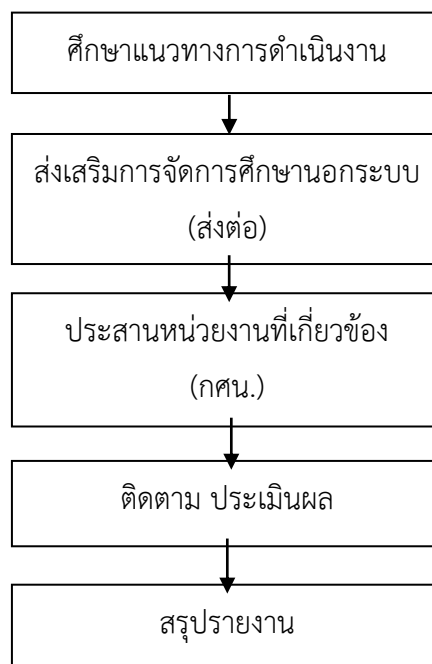 ศึกษาแนวทางการดำเนินงาน
ส่งเสริมการจัดการศึกษานอกระบบ
(ส่งต่อ)
ประสานหน่วยงานที่เกี่ยวข้อง
(กศน.)
ติดตาม ประเมินผล
สรุปรายงาน